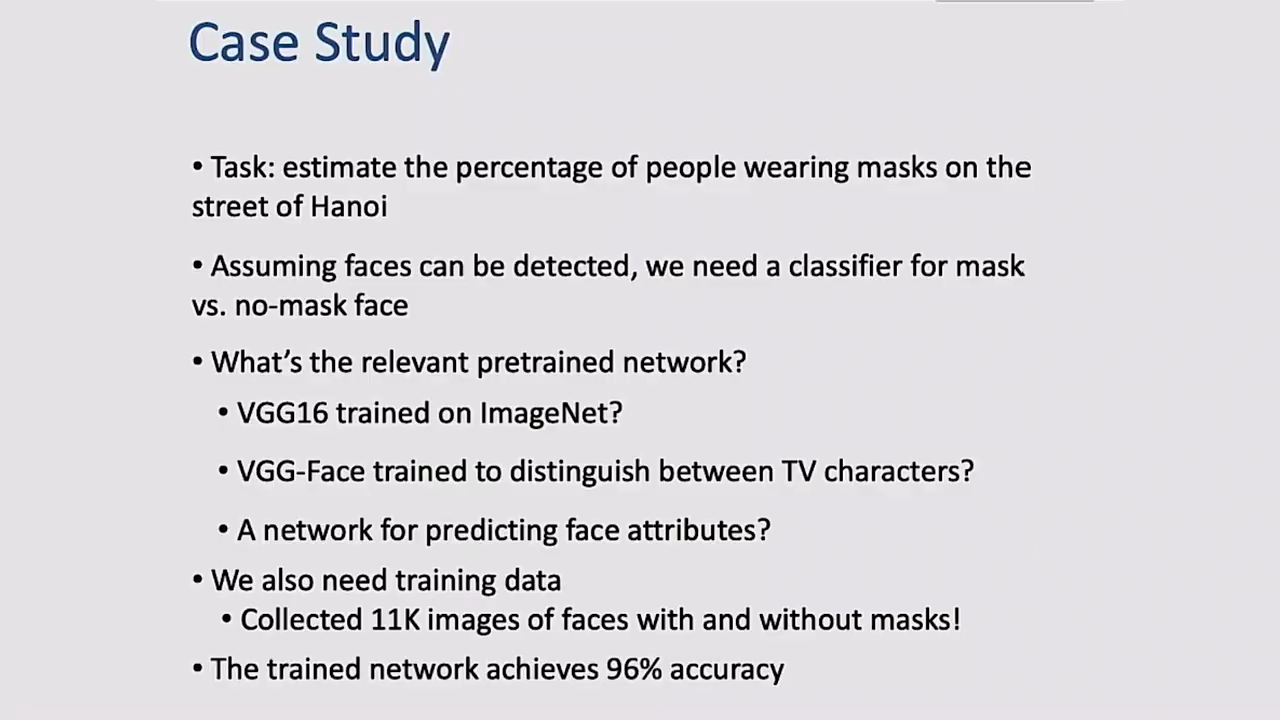 Case Study
• Task: estimate the percentage of people wearing masks on the
street of Hanoi
• Assuming faces can be detected, we need a classifier for mask
vs. no-mask face
• What’s the relevant pretrained network?
• VGG16 trained on ImageNet?
• VGG-Face trained to distinguish between TV characters?
• A network for predicting face attributes?
• We also need training data
• Collected 11K images of faces with and without masks!
• The trained network achieves 96% accuracy